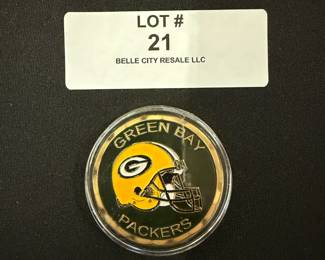 LOT #
21
BELLE CITY RESALE LLC
GREEN BAY
G
PACKERS